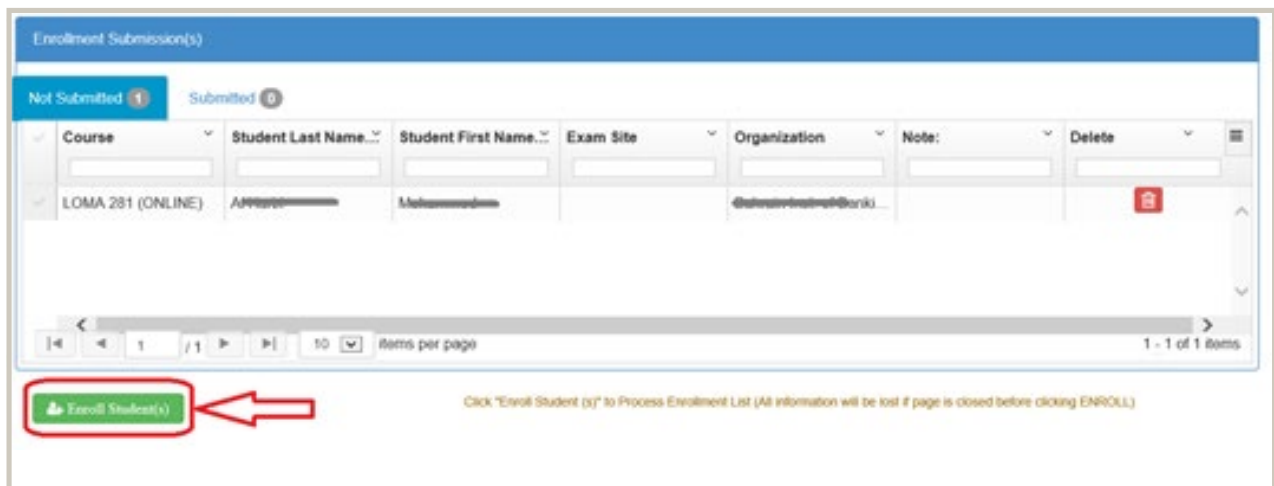 Enrollment Submission(s)
Not Submitted 1 Submitted 0
Course Student Last Name... Student First Name... Exam Site Organization Note: Delete
LOMA 281 (ONLINE)
1 / 1 10 items per page 1 - 1 of 1 items
Enroll Student(s) Click "Enroll Student (s)" to Process Enrollment List (All information will be lost if page is closed before clicking ENROLL)